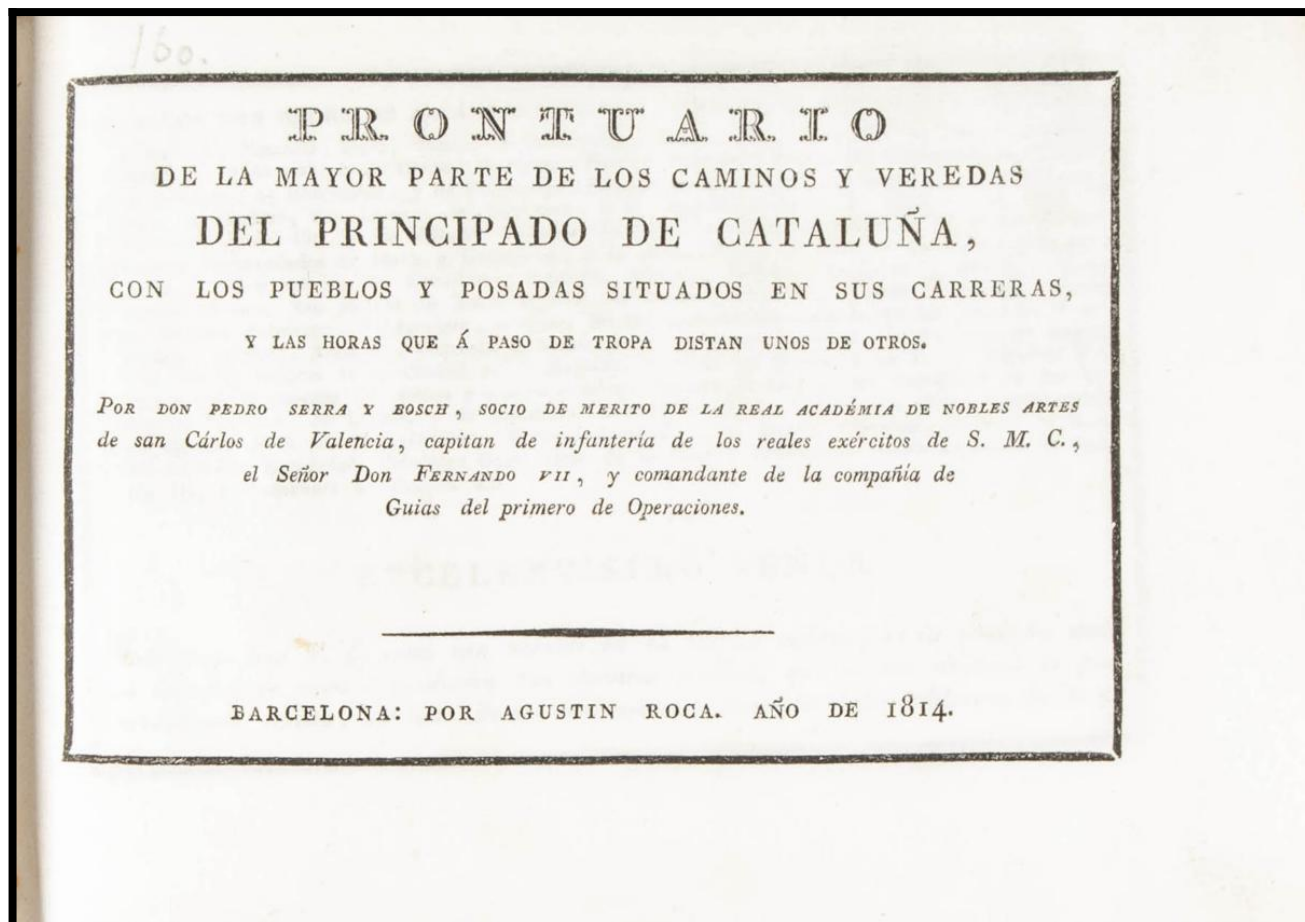 160.
PRONTUARIO
DE LA MAYOR PARTE DE LOS CAMINOS Y VEREDAS
DEL PRINCIPADO DE CATALUÑA,
CON LOS PUEBLOS Y POSADAS SITUADOS EN SUS CARRERAS,
Y LAS HORAS QUE Á PASO DE TROPA DISTAN UNOS DE OTROS.
POR DON PEDRO SERRA Y BOSCH, SOCIO DE MERITO DE LA REAL ACADÉMIA DE NOBLES ARTES
de san Cárlos de Valencia, capitan de infantería de los reales exércitos de S. M. C.,
el Señor Don FERNANDO VII, y comandante de la compañía de
Guias del primero de Operaciones.
BARCELONA: POR AGUSTIN ROCA. AÑO DE 1814.